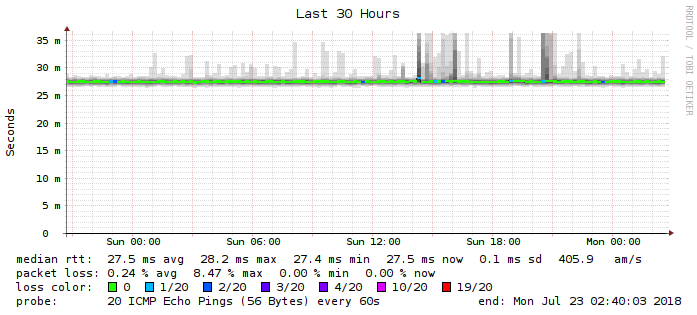 Last 30 Hours
RRDTOOL / TOBI OETIKER
Seconds
35 m
30 m
25 m
20 m
15 m
10 m
5 m
0
Sun 00:00 Sun 06:00 Sun 12:00 Sun 18:00 Mon 00:00
median rtt: 27.5 ms avg 28.2 ms max 27.4 ms min 27.5 ms now 0.1 ms sd 405.9 am/s
packet loss: 0.24 % avg 8.47 % max 0.00 % min 0.00 % now
loss color: 0 1/20 2/20 3/20 4/20 10/20 19/20
probe: 20 ICMP Echo Pings (56 Bytes) every 60s end: Mon Jul 23 02:40:03 2018